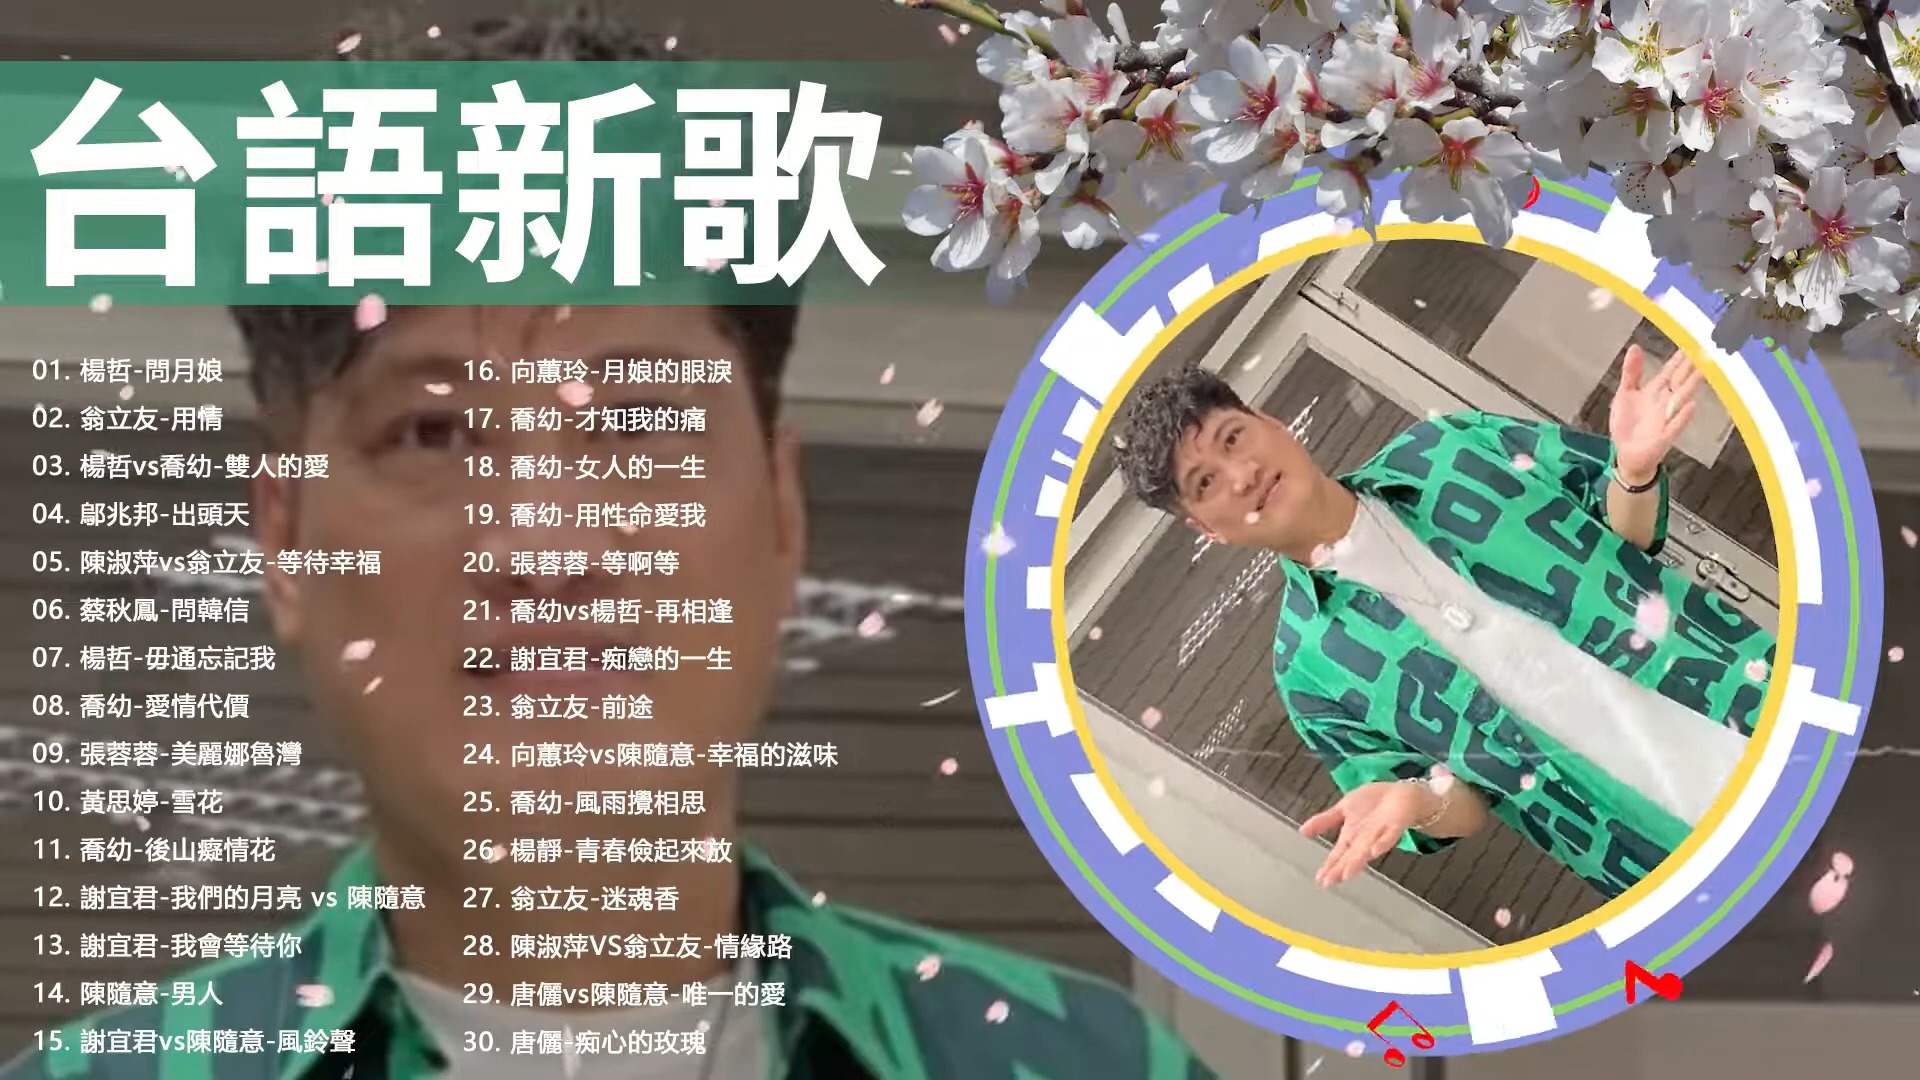 台語新歌
01. 楊哲-問月娘
02. 翁立友-用情
03. 楊哲vs喬幼-雙人的愛
04. 鄔兆邦-出頭天
05. 陳淑萍vs翁立友-等待幸福
06. 蔡秋鳳-問韓信
07. 楊哲-毋通忘記我
08. 喬幼-愛情代價
09. 張蓉蓉-美麗娜魯灣
10. 黃思婷-雪花
11. 喬幼-後山癡情花
12. 謝宜君-我們的月亮 vs 陳隨意
13. 謝宜君-我會等待你
14. 陳隨意-男人
15. 謝宜君vs陳隨意-風鈴聲
16. 向蕙玲-月娘的眼淚
17. 喬幼-才知我的痛
18. 喬幼-女人的一生
19. 喬幼-用性命愛我
20. 張蓉蓉-等啊等
21. 喬幼vs楊哲-再相逢
22. 謝宜君-痴戀的一生
23. 翁立友-前途
24. 向蕙玲vs陳隨意-幸福的滋味
25. 喬幼-風雨攪相思
26. 楊靜-青春儉起來放
27. 翁立友-迷魂香
28. 陳淑萍VS翁立友-情緣路
29. 唐儷vs陳隨意-唯一的愛
30. 唐儷-痴心的玫瑰